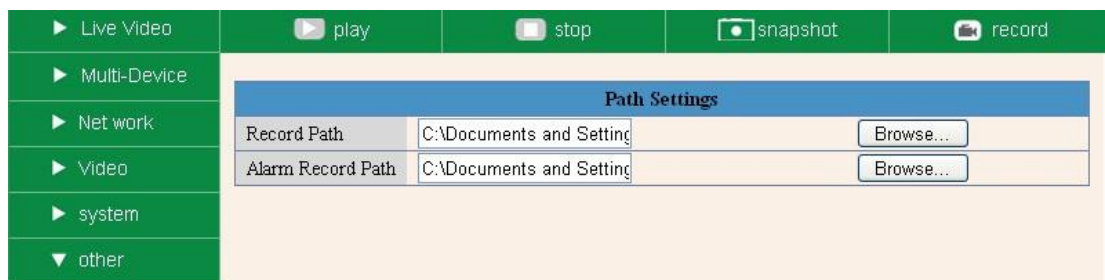 Live Video
play
stop
snapshot
record
Multi-Device
Path Settings
Net work
Record Path
C:\Documents and Setting
Browse...
Video
Alarm Record Path
C:\Documents and Setting
Browse...
system
other